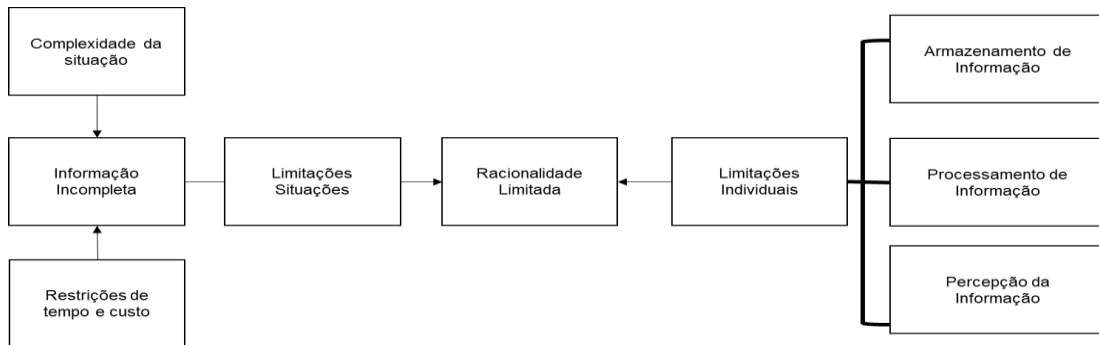 Complexidade da
situação
Informação
Incompleta
Restrições de
tempo e custo
Limitações
Situações
Racionalidade
Limitada
Limitações
Individuais
Armazenamento de
Informação
Processamento de
Informação
Percepção da
Informação